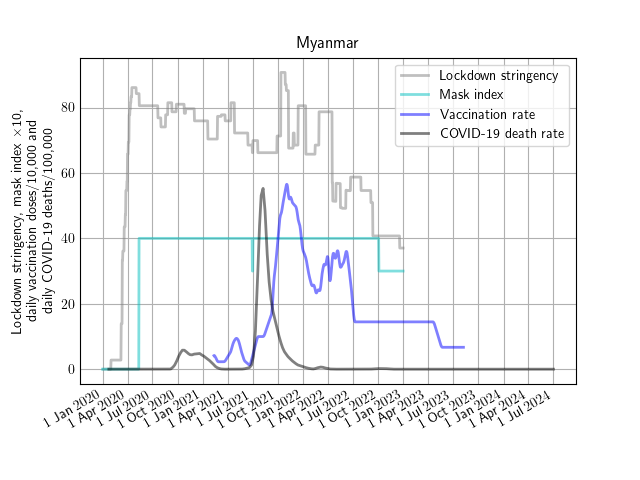 Myanmar
Lockdown stringency
Mask index
Vaccination rate
COVID-19 death rate
Lockdown stringency, mask index ×10,
daily vaccination doses/10,000 and
daily COVID-19 deaths/100,000
80
60
40
20
0
1 Jan 2020
1 Apr 2020
1 Jul 2020
1 Oct 2020
1 Jan 2021
1 Apr 2021
1 Jul 2021
1 Oct 2021
1 Jan 2022
1 Apr 2022
1 Jul 2022
1 Oct 2022
1 Jan 2023
1 Apr 2023
1 Jul 2023
1 Oct 2023
1 Jan 2024
1 Apr 2024
1 Jul 2024